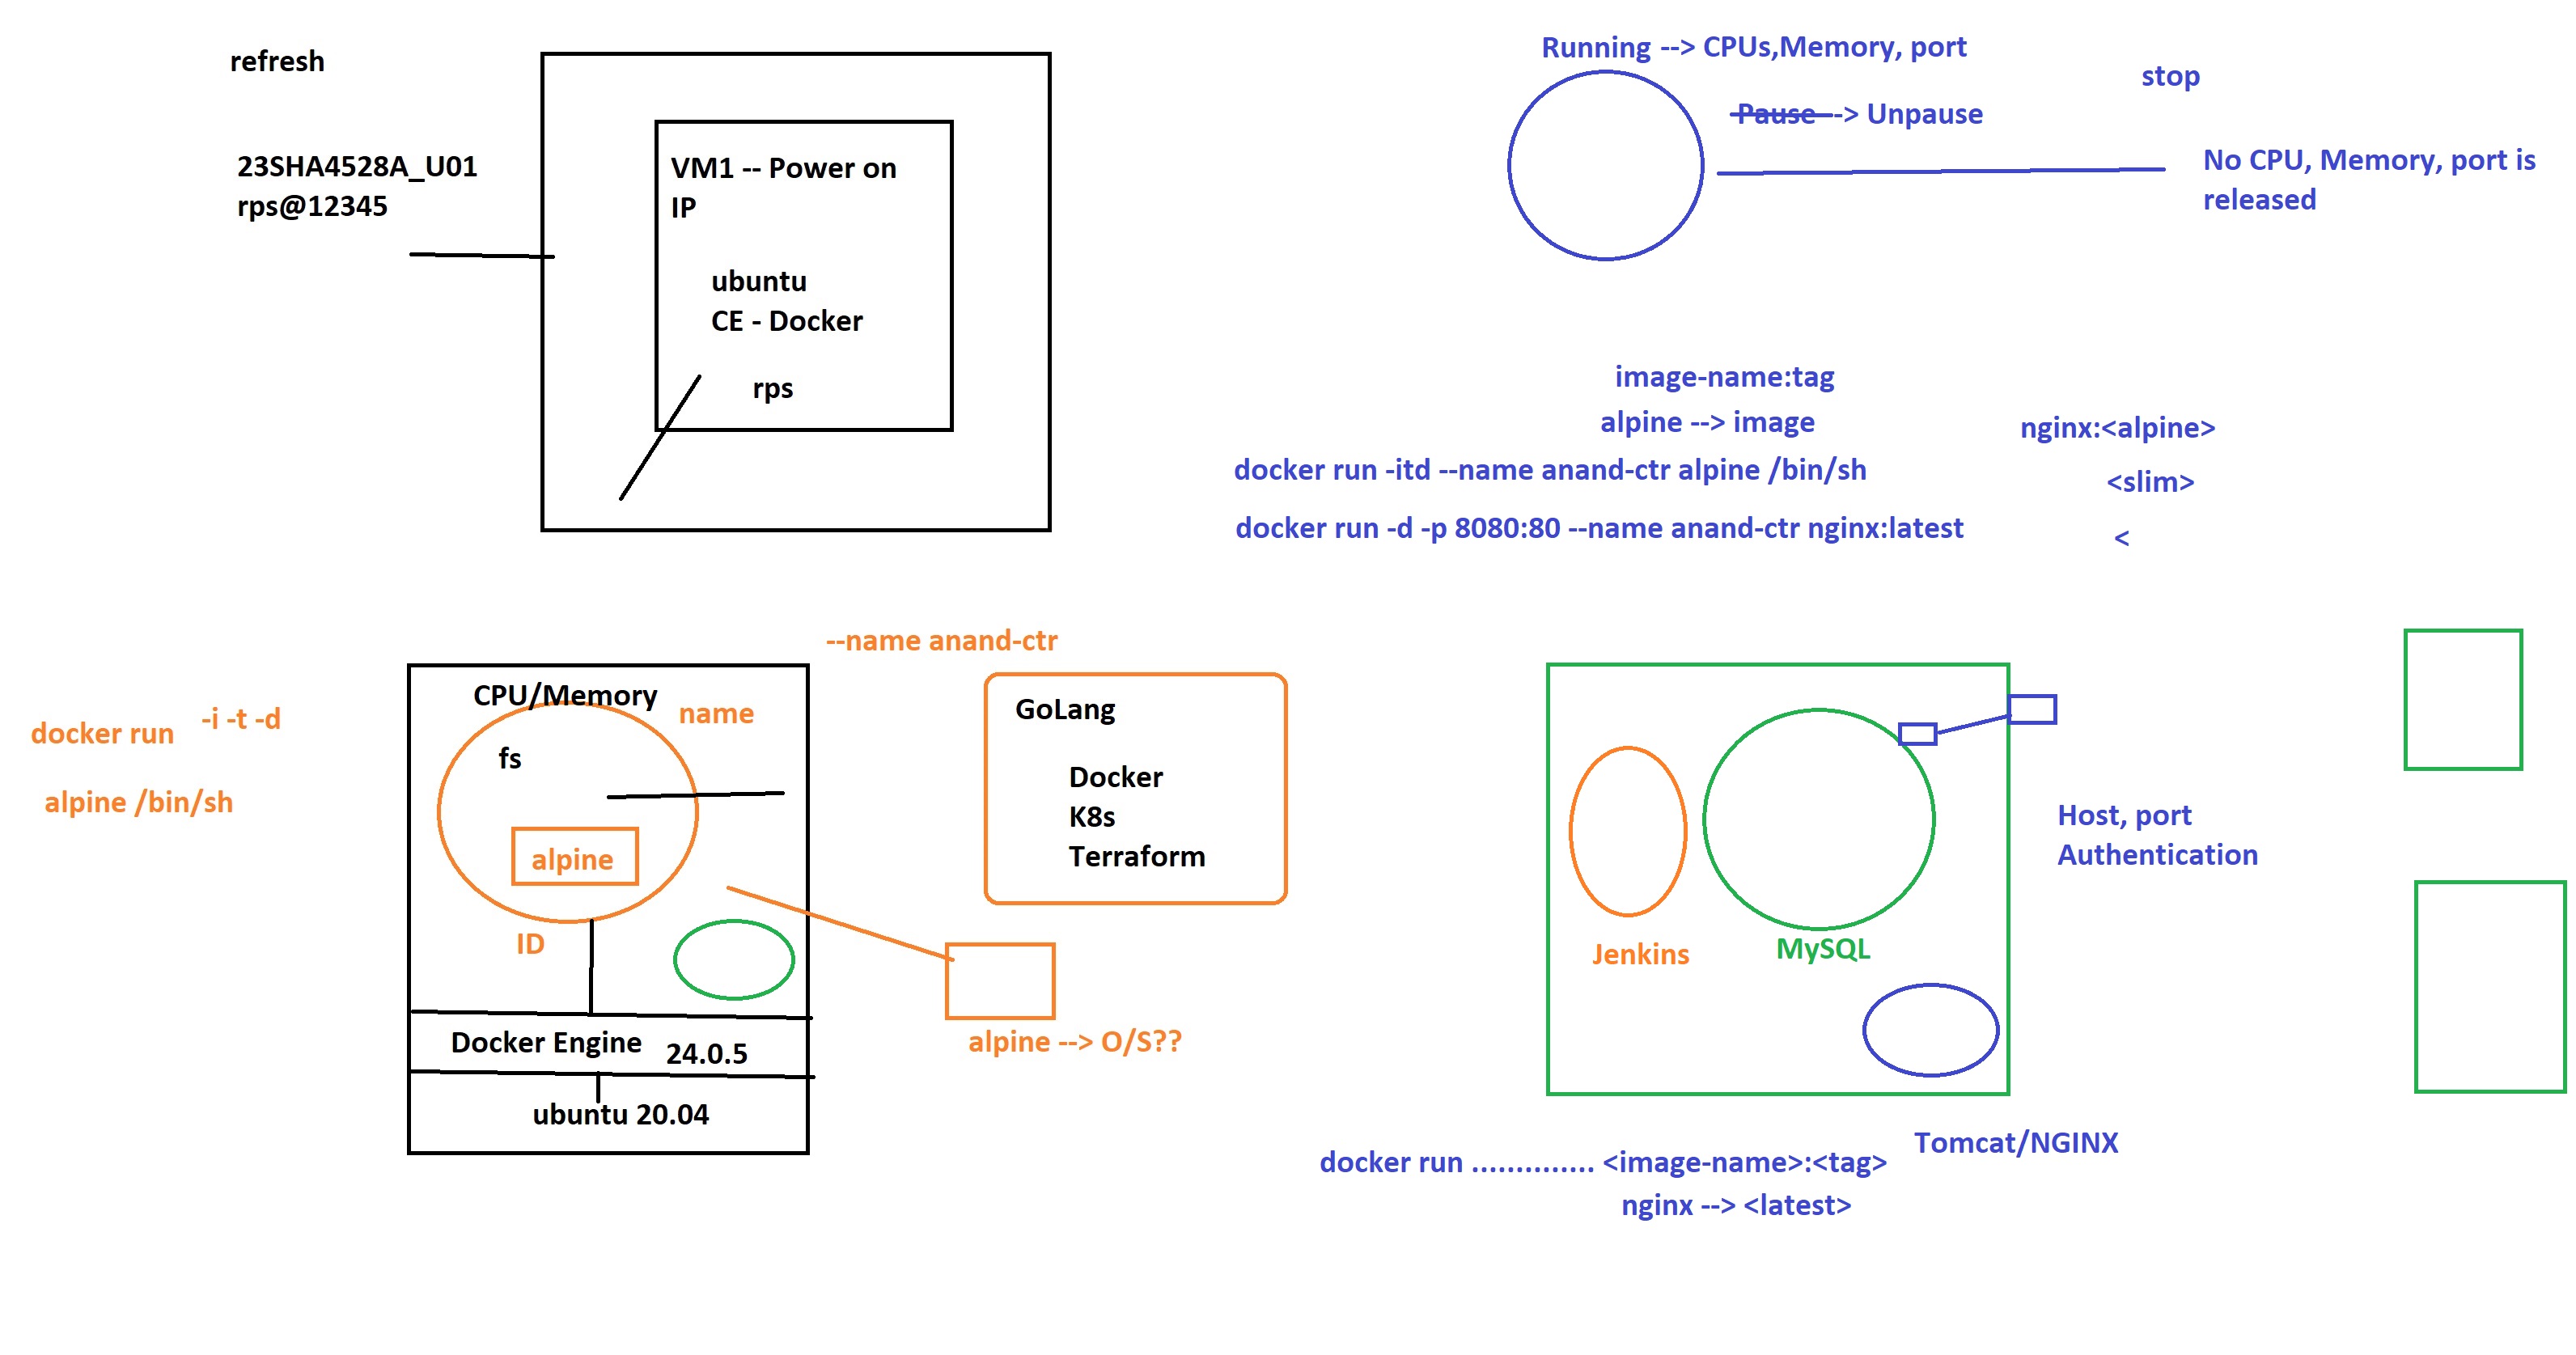 refresh
23SHA4528A_U01
rps@12345
VM1 -- Power on
IP
ubuntu
CE - Docker
rps
Running --> CPUs,Memory, port
stop
Pause --> Unpause
No CPU, Memory, port is
released
image-name:tag
alpine --> image
nginx:<alpine>
docker run -itd --name anand-ctr alpine /bin/sh
<slim>
docker run -d -p 8080:80 --name anand-ctr nginx:latest
<
--name anand-ctr
docker run -i -t -d
alpine /bin/sh
CPU/Memory
name
fs
alpine
ID
Docker Engine 24.0.5
ubuntu 20.04
GoLang
Docker
K8s
Terraform
alpine --> O/S??
Jenkins
MySQL
Host, port
Authentication
Tomcat/NGINX
docker run .............. <image-name>:<tag>
nginx --> <latest>